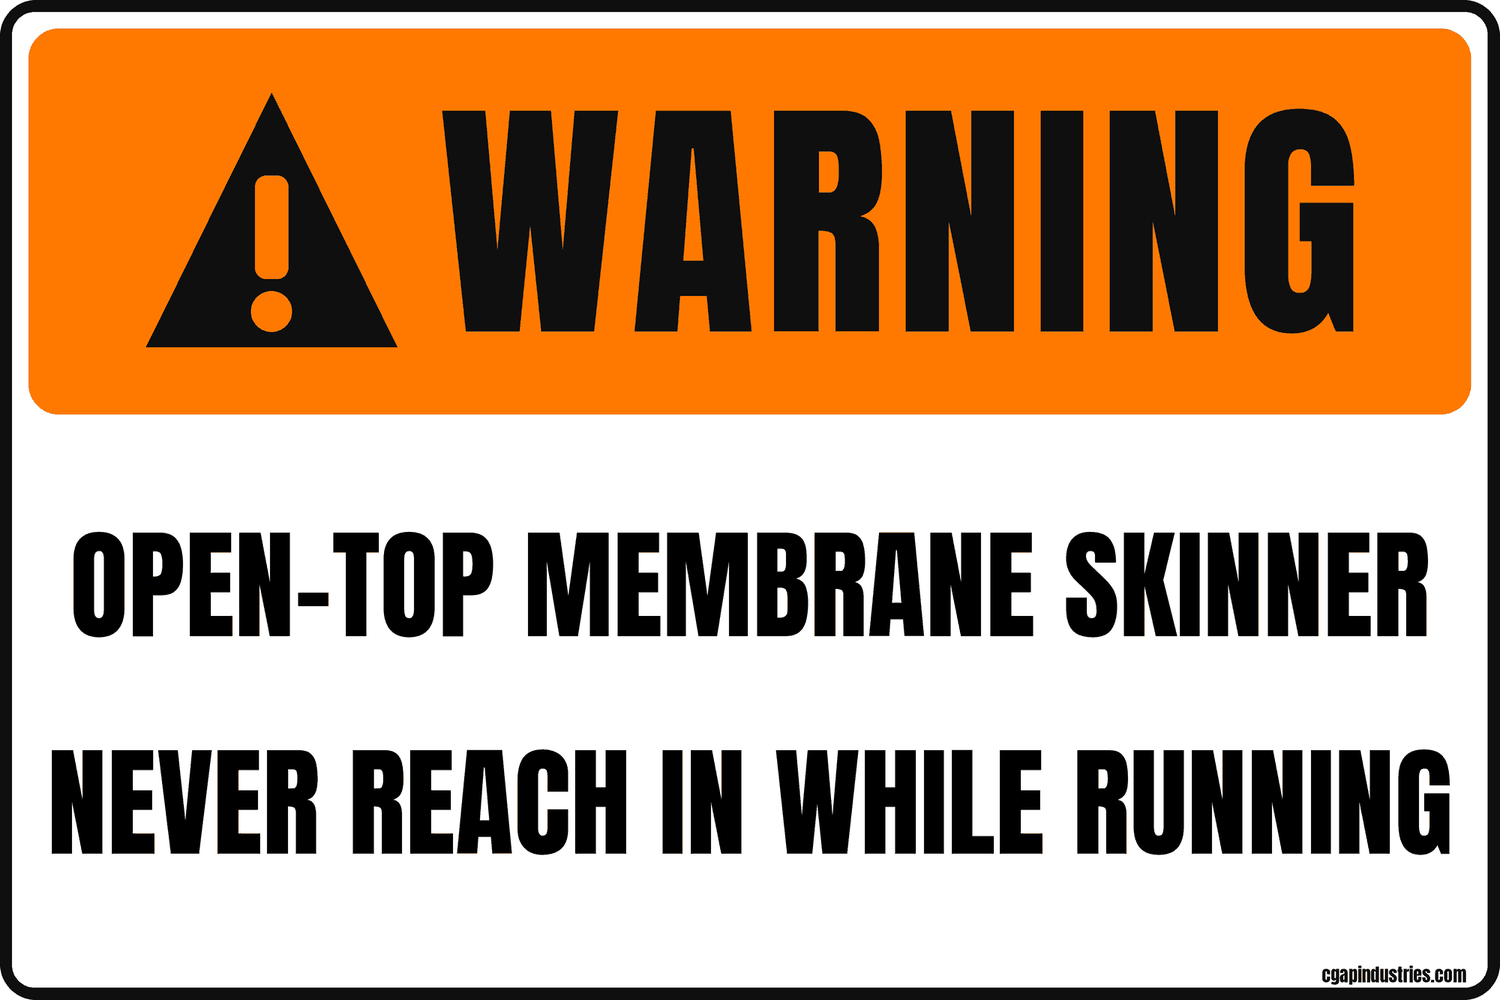 WARNING
OPEN-TOP MEMBRANE SKINNER
NEVER REACH IN WHILE RUNNING
cgapindustries.com